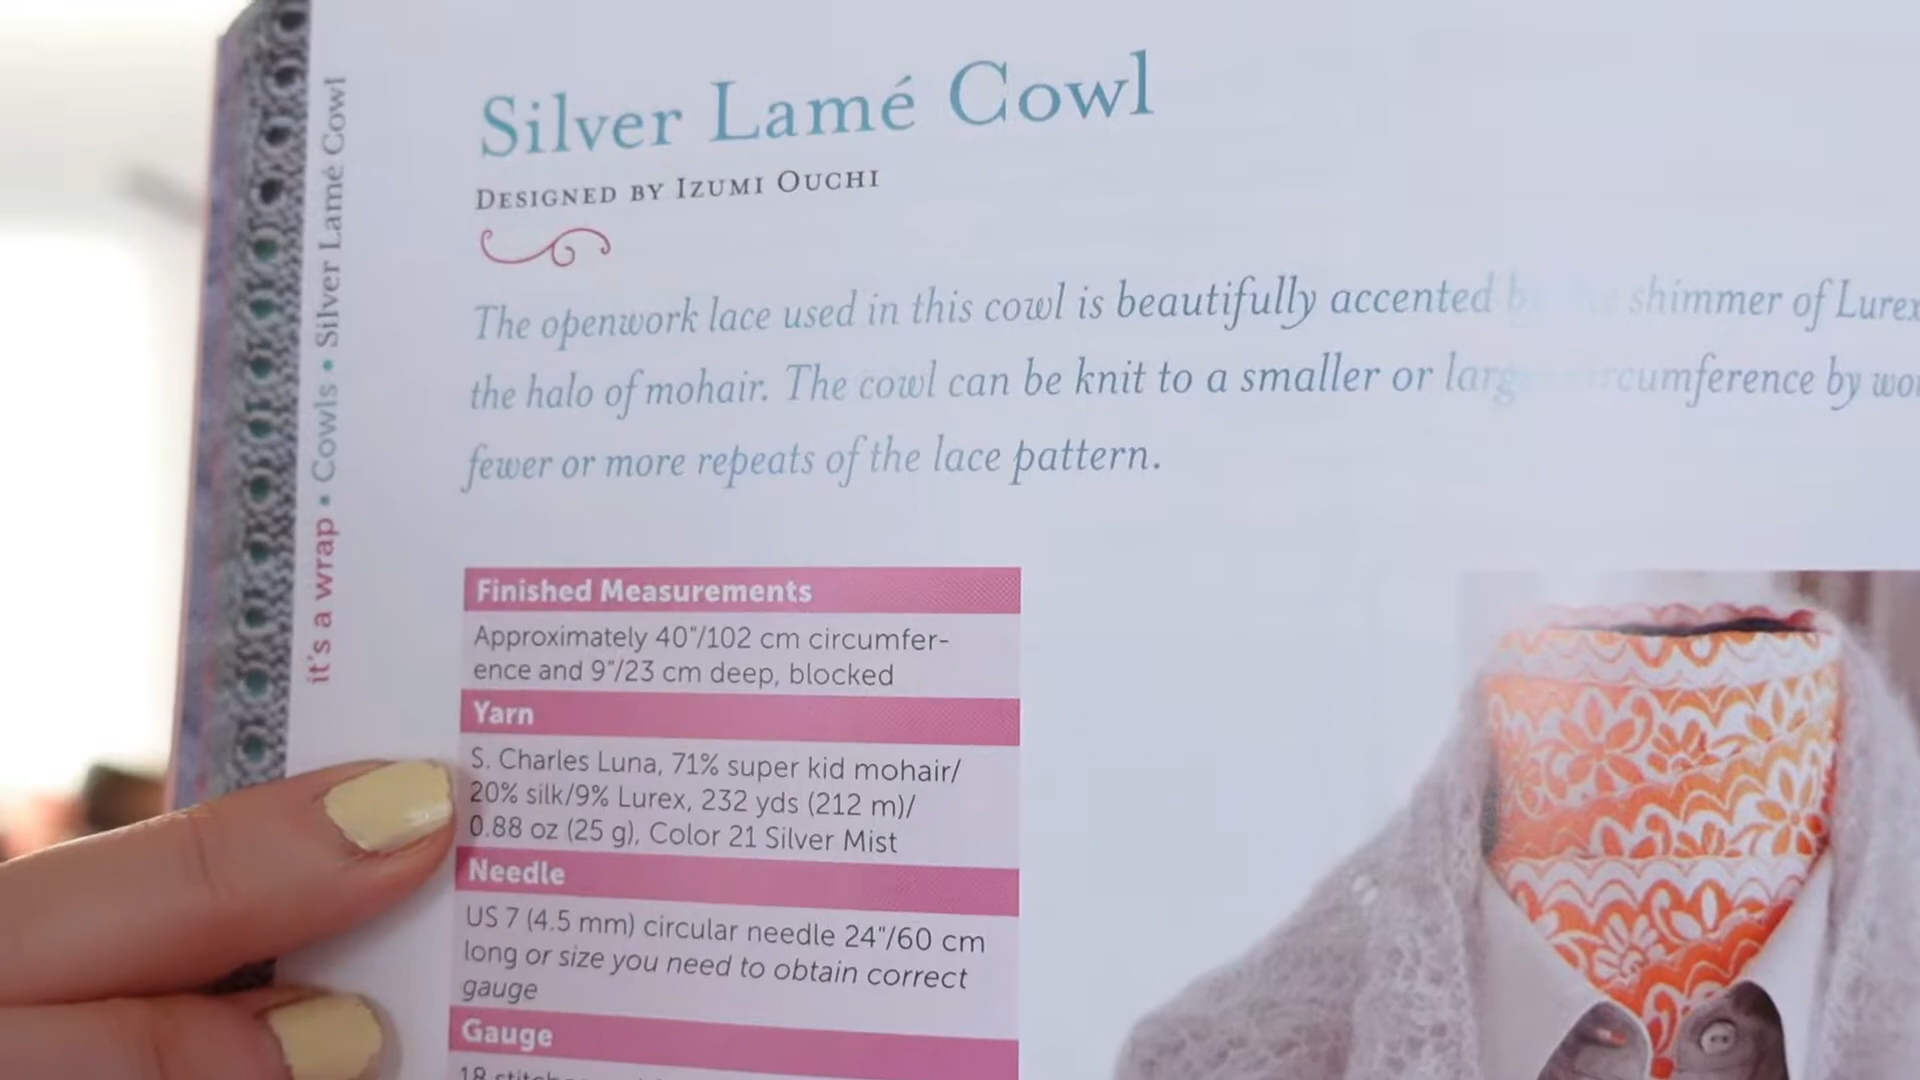 it's a wrap • Cowls • Silver Lamé Cowl
Silver Lamé Cowl
DESIGNED BY IZUMI OUCHI
The openwork lace used in this cowl is beautifully accented shimmer of Lurex
the halo of mohair. The cowl can be knit to a smaller or by
fewer or more repeats of the lace pattern.
Finished Measurements
Approximately 40"/102 cm circumfer-
ence and 9"/23 cm deep, blocked
Yarn
S. Charles Luna, 71% super kid mohair/
20% silk/9% Lurex, 232 yds (212 m)/
0.88 oz (25 g), Color 21 Silver Mist
Needle
US 7 (4.5 mm) circular needle 24"/60 cm
long or size you need to obtain correct
gauge
Gauge
18